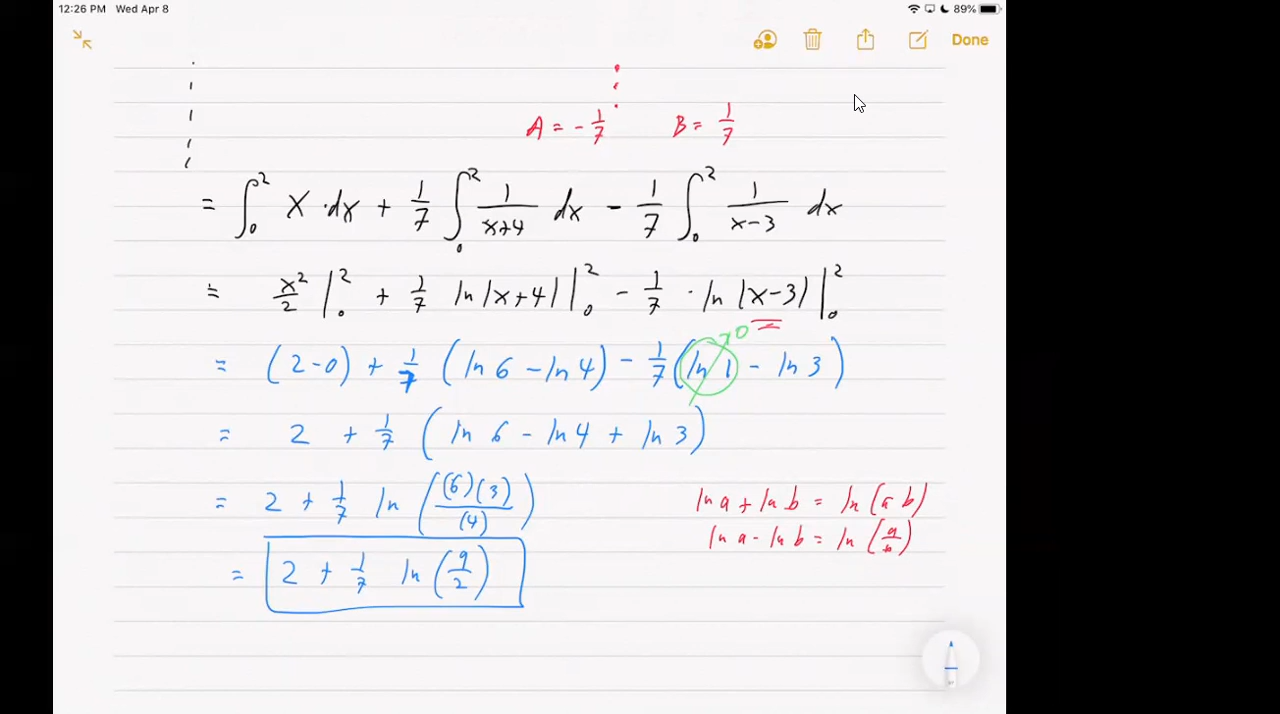 12:26 PM Wed Apr 8 89%
Done
A = -1/7 B = 1/7
= ∫₀² x · dx + 1/7 ∫₀² 1/(x+4) dx - 1/7 ∫₀² 1/(x-3) dx
= x²/2 |₀² + 1/7 ln|x+4| |₀² - 1/7 · ln|x-3| |₀²
= (2-0) + 1/7 (ln 6 - ln 4) - 1/7 (ln 1 - ln 3)
0
= 2 + 1/7 (ln 6 - ln 4 + ln 3)
= 2 + 1/7 ln((6)(3)/(4))
ln a + ln b = ln(ab)
ln a - ln b = ln(a/b)
= 2 + 1/7 ln(9/2)